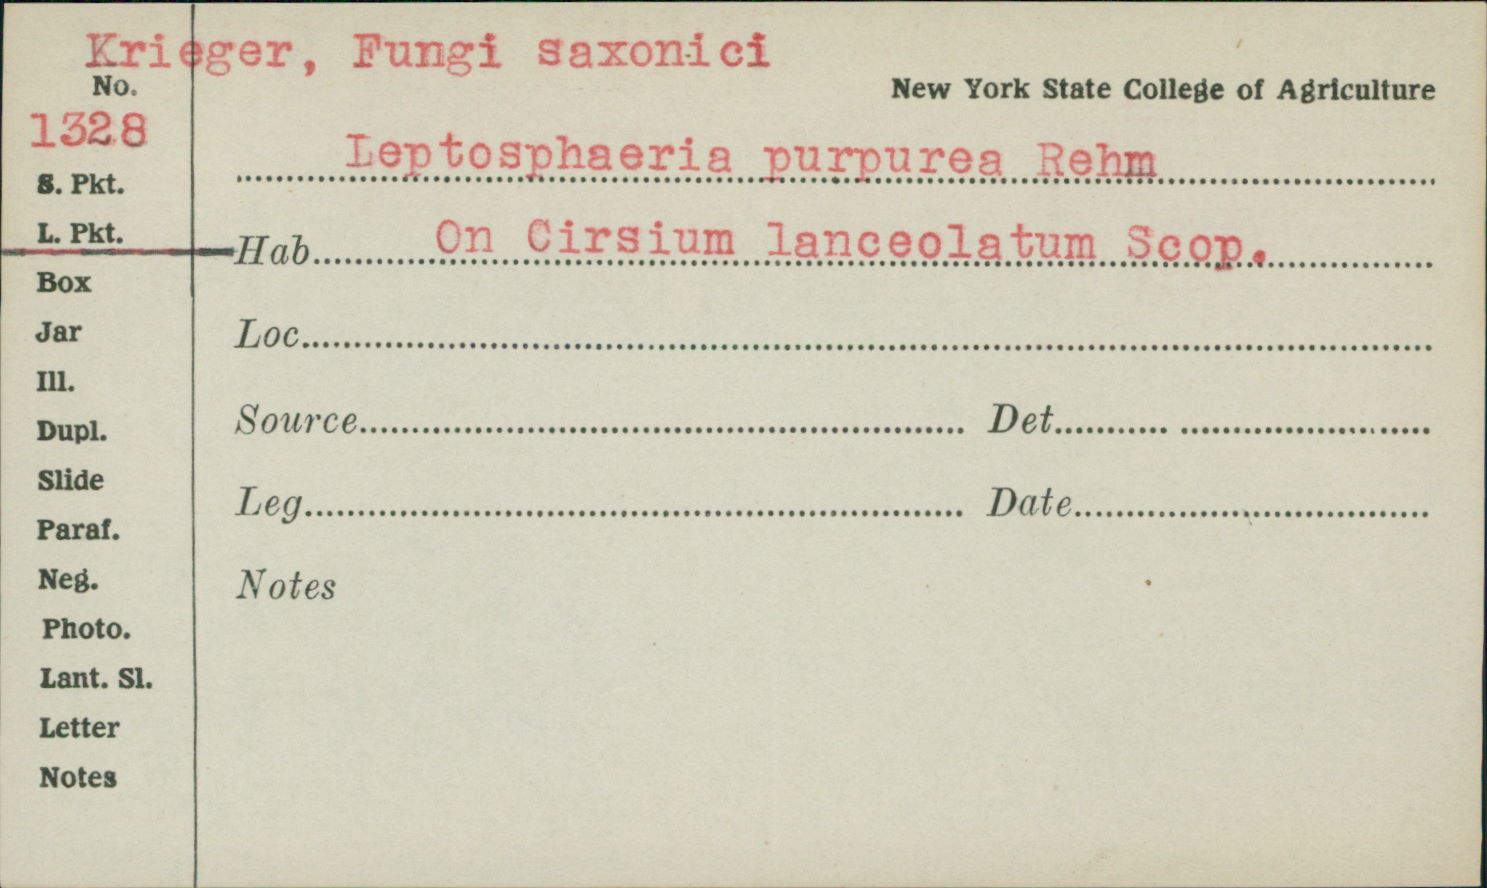 Krieger, Fungi saxonici
No.
New York State College of Agriculture
1328
Leptosphaeria purpurea Rehm
S. Pkt.
L. Pkt.
Hab. On Cirsium lanceolatum Scop.
Box
Jar
Loc.
Ill.
Dupl.
Source Det.
Slide
Paraf.
Leg. Date
Neg.
Notes
Photo.
Lant. Sl.
Letter
Notes